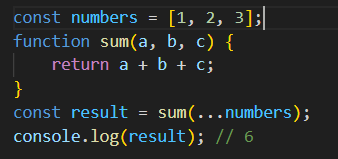 const numbers = [1, 2, 3];
function sum(a, b, c) {
    return a + b + c;
}
const result = sum(...numbers);
console.log(result); // 6